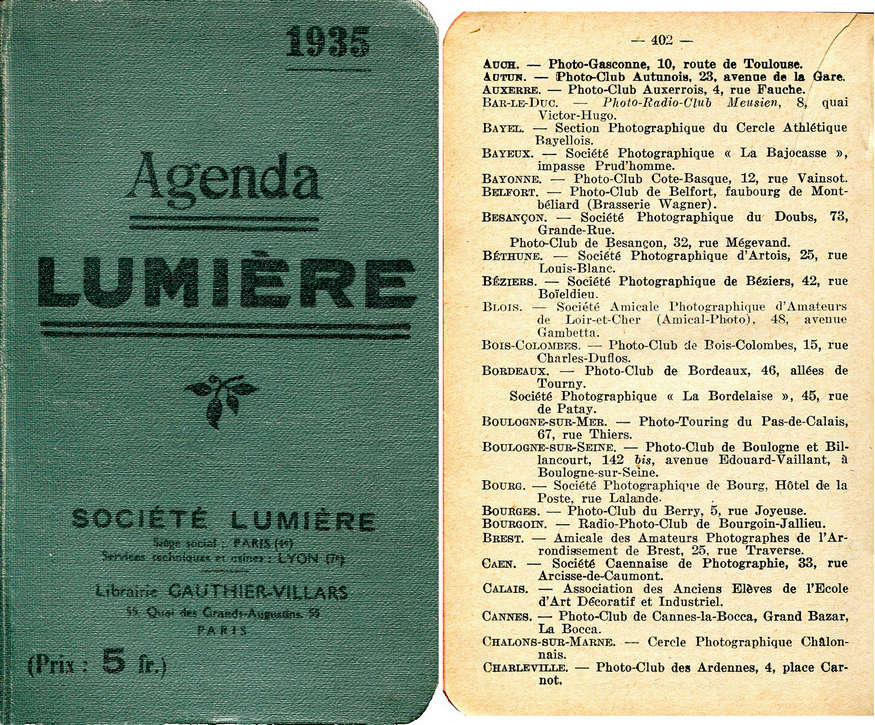 1935
Agenda
LUMIÈRE
SOCIÉTÉ LUMIÈRE
Siège social : PARIS (4e)
Services techniques et usines : LYON (7e)
Librairie GAUTHIER-VILLARS
55, Quai des Grands-Augustins, 55
PARIS
(Prix : 5 fr.)
— 402 —
AUCH. — Photo-Gasconne, 10, route de Toulouse.
AUTUN. — Photo-Club Autunois, 23, avenue de la Gare.
AUXERRE. — Photo-Club Auxerrois, 4, rue Fauche.
BAR-LE-DUC. — Photo-Radio-Club Meusien, 8, quai
Victor-Hugo.
BAYEL. — Section Photographique du Cercle Athlétique
Bayellois.
BAYEUX. — Société Photographique « La Bajocasse »,
impasse Prud'homme.
BAYONNE. — Photo-Club Cote-Basque, 12, rue Vainsot.
BELFORT. — Photo-Club de Belfort, faubourg de Mont-
béliard (Brasserie Wagner).
BESANÇON. — Société Photographique du Doubs, 73,
Grande-Rue.
Photo-Club de Besançon, 32, rue Mégevand.
BÉTHUNE. — Société Photographique d'Artois, 25, rue
Louis-Blanc.
BÉZIERS. — Société Photographique de Béziers, 42, rue
Boïeldieu.
BLOIS. — Société Amicale Photographique d'Amateurs
de Loir-et-Cher (Amical-Photo), 48, avenue
Gambetta.
BOIS-COLOMBES. — Photo-Club de Bois-Colombes, 15, rue
Charles-Duflos.
BORDEAUX. — Photo-Club de Bordeaux, 46, allées de
Tourny.
Société Photographique « La Bordelaise », 45, rue
de Patay.
BOULOGNE-SUR-MER. — Photo-Touring du Pas-de-Calais,
67, rue Thiers.
BOULOGNE-SUR-SEINE. — Photo-Club de Boulogne et Bil-
lancourt, 142 bis, avenue Edouard-Vaillant, à
Boulogne-sur-Seine.
BOURG. — Société Photographique de Bourg, Hôtel de la
Poste, rue Lalande.
BOURGES. — Photo-Club du Berry, 5, rue Joyeuse.
BOURGOIN. — Radio-Photo-Club de Bourgoin-Jallieu.
BREST. — Amicale des Amateurs Photographes de l'Ar-
rondissement de Brest, 25, rue Traverse.
CAEN. — Société Caennaise de Photographie, 33, rue
Arcisse-de-Caumont.
CALAIS. — Association des Anciens Elèves de l'Ecole
d'Art Décoratif et Industriel.
CANNES. — Photo-Club de Cannes-la-Bocca, Grand Bazar,
La Bocca.
CHALONS-SUR-MARNE. — Cercle Photographique Châlon-
nais.
CHARLEVILLE. — Photo-Club des Ardennes, 4, place Car-
not.